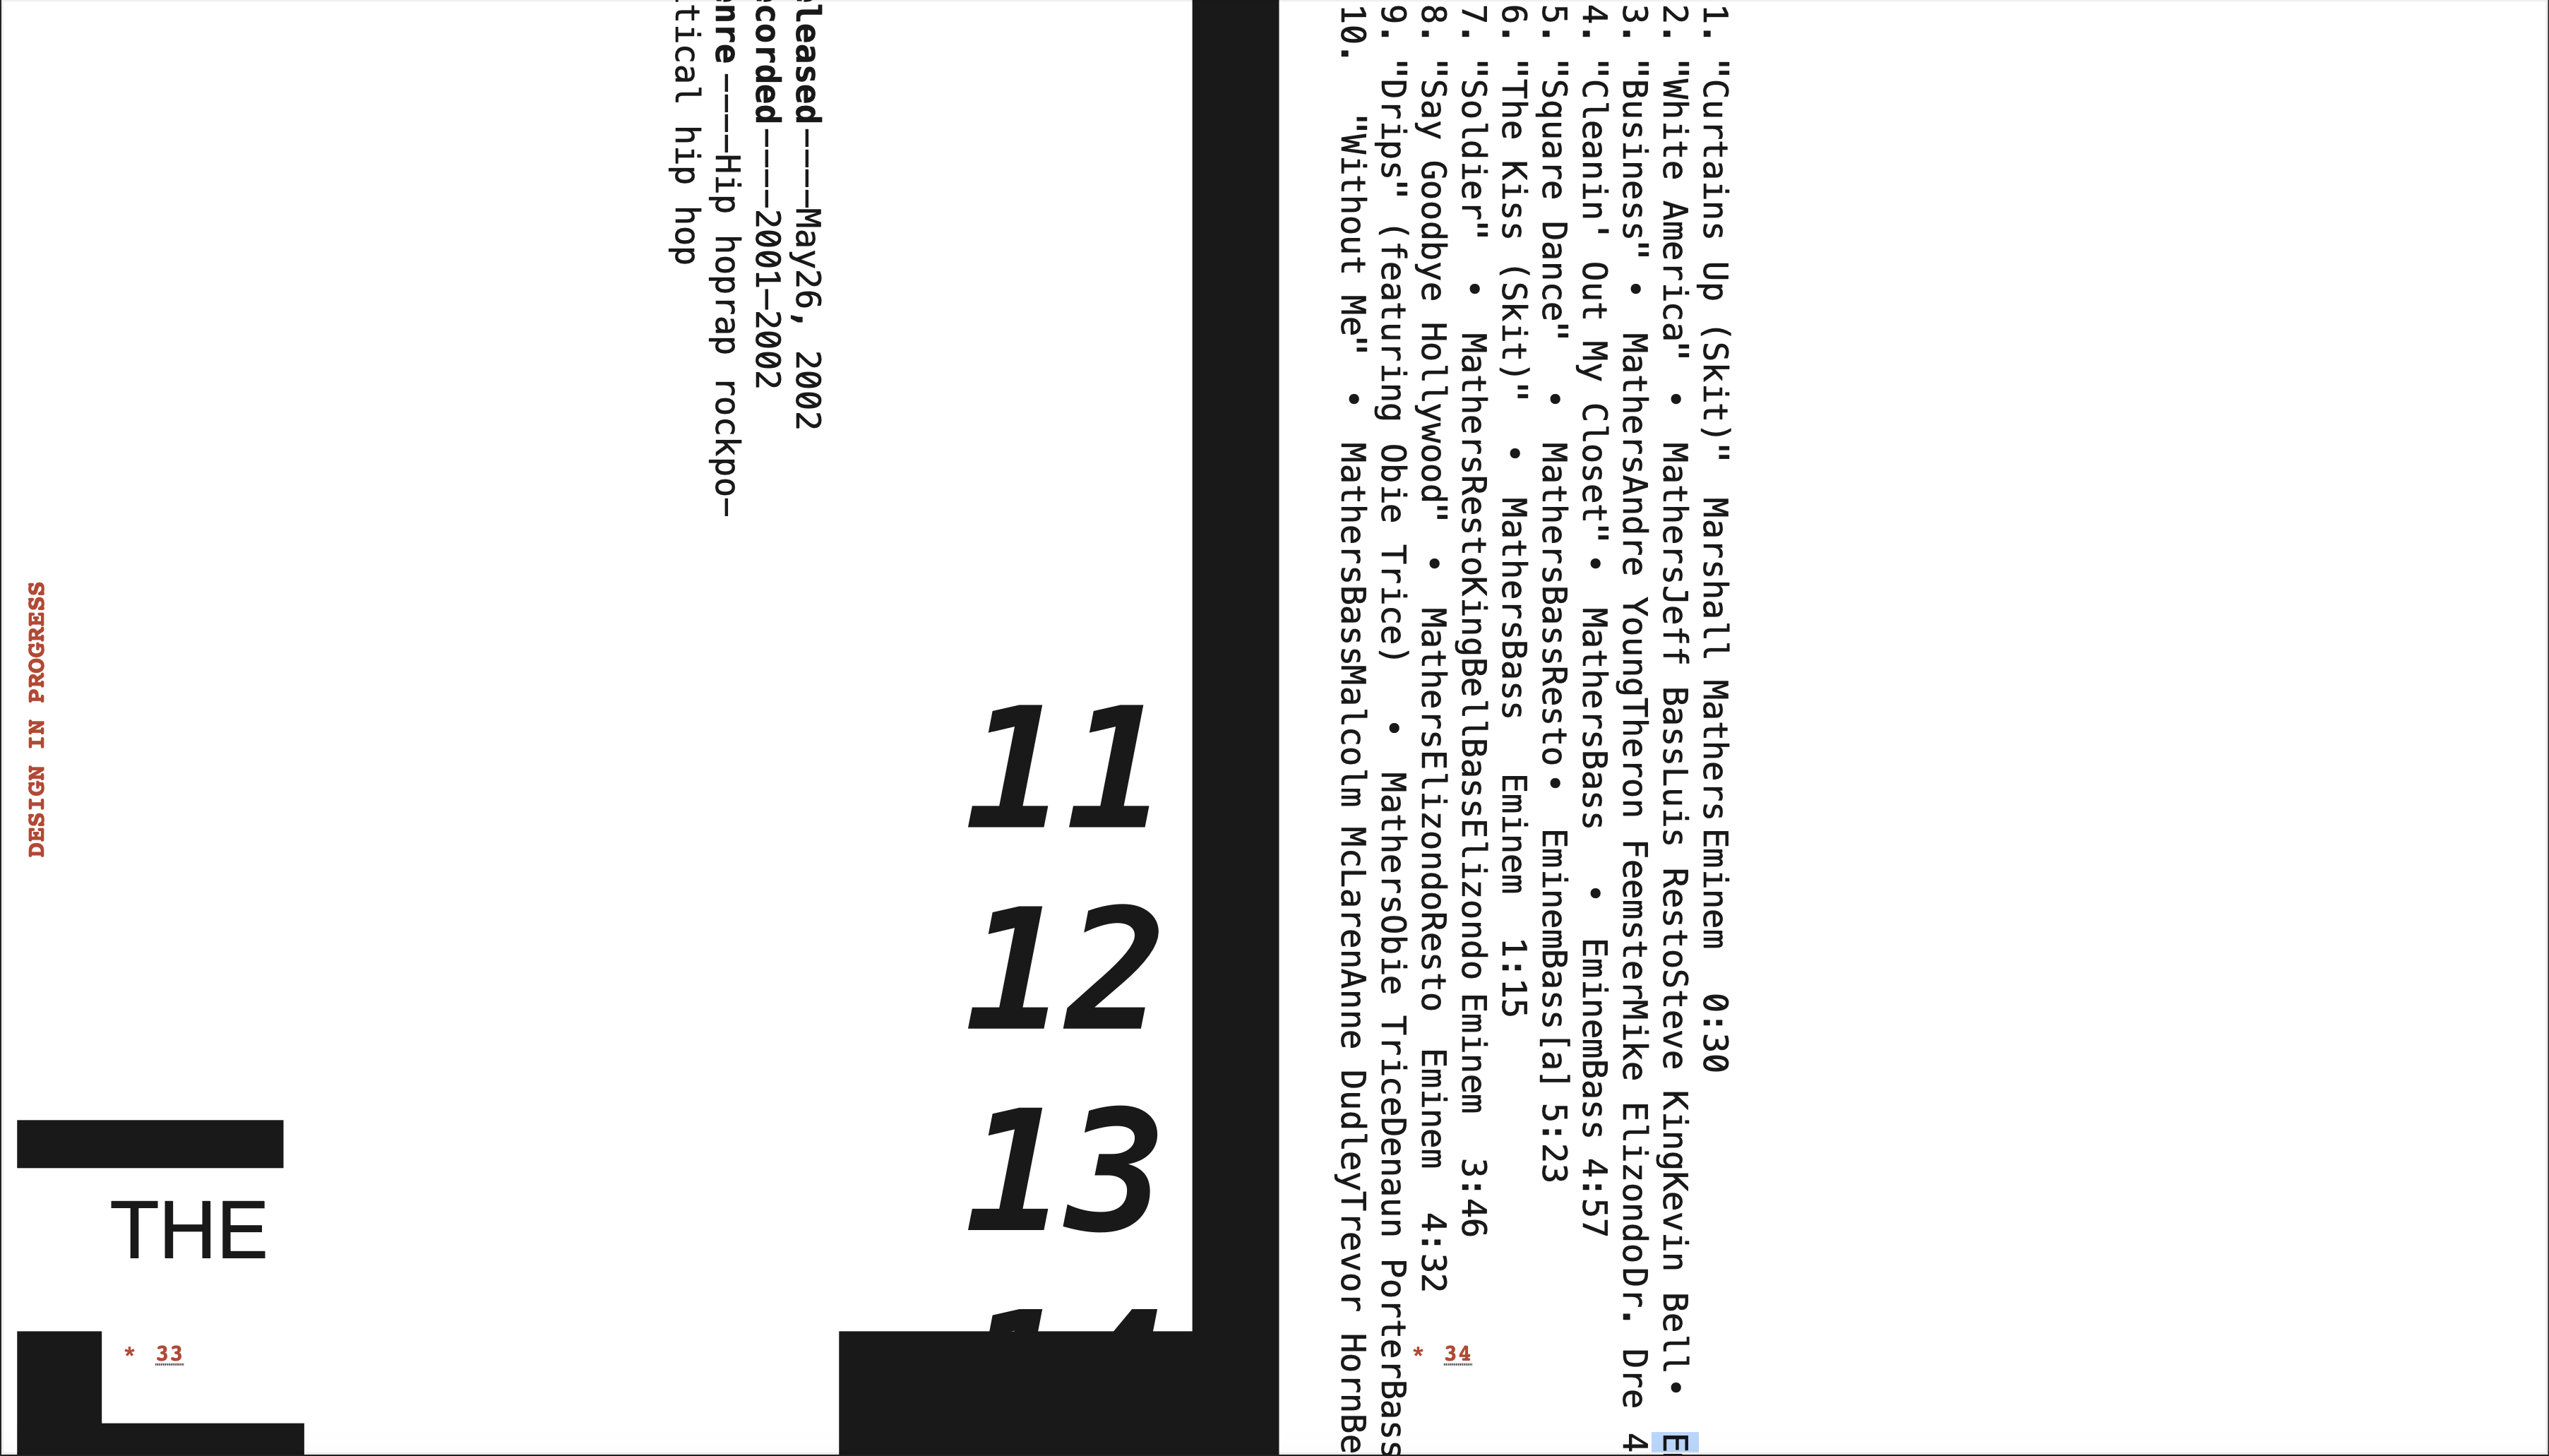 leased————May26, 2002
corded————2001—2002
nre ————Hip hoprap rockpo—
tical hip hop
DESIGN IN PROGRESS
11
12
13
14
THE
* 33
1. "Curtains Up (Skit)" Marshall Mathers Eminem 0:30
2. "White America" • MathersJeff BassLuis RestoSteve KingKevin Bell• E
3. "Business" • MathersAndre YoungTheron FeemsterMike ElizondoDr. Dre 4
4. "Cleanin' Out My Closet"• MathersBass • EminemBass 4:57
5. "Square Dance" • MathersBassResto• EminemBass[a] 5:23
6. "The Kiss (Skit)" • MathersBass Eminem 1:15
7. "Soldier" • MathersRestoKingBellBassElizondo Eminem 3:46
8. "Say Goodbye Hollywood" • MathersElizondoResto Eminem 4:32
9. "Drips" (featuring Obie Trice) • MathersObie TriceDenaun PorterBass
10. "Without Me" • MathersBassMalcolm McLarenAnne DudleyTrevor HornBe
* 34